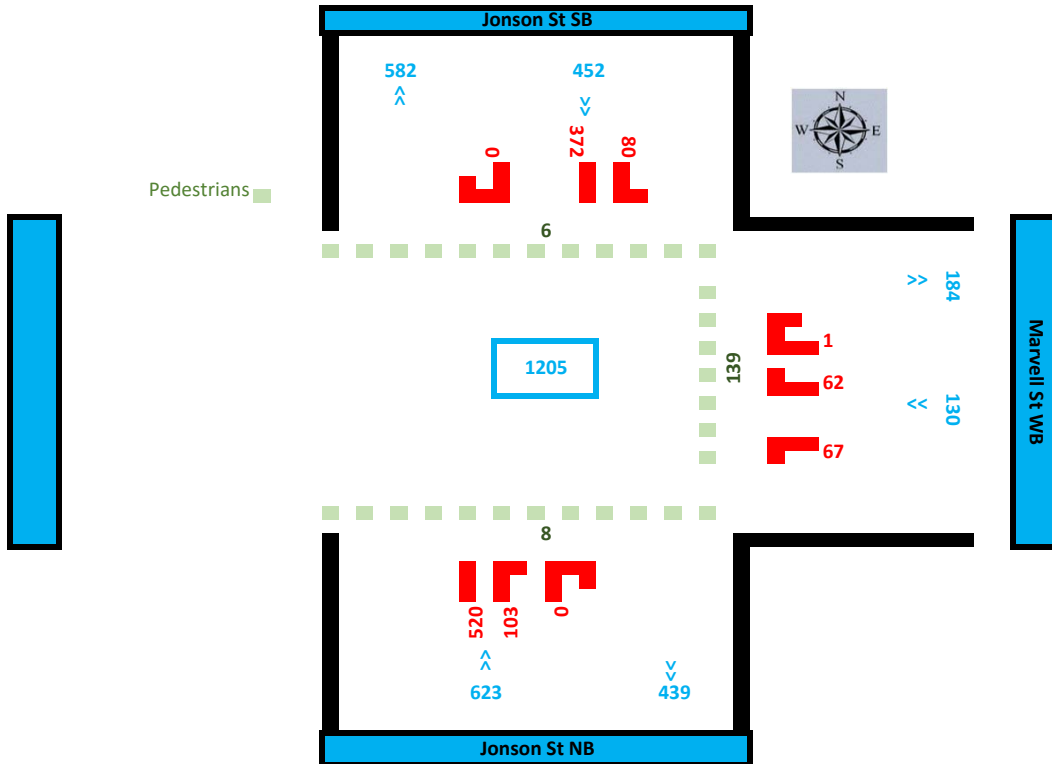 Jonson St SB
582
452
N
W
E
S
0
372
80
Pedestrians
6
>>
184
1
1205
139
62
Marvell St WB
<<
130
67
8
520
103
0
623
439
Jonson St NB